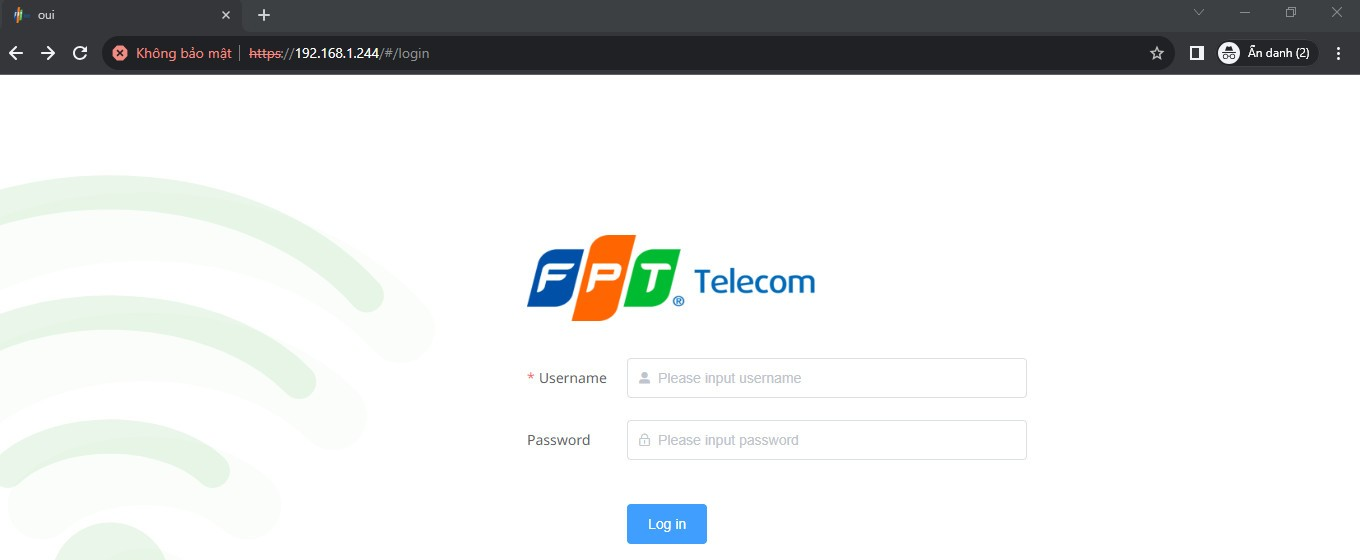 oui
Không bảo mật https://192.168.1.244/#/login Ẩn danh (2)
FPT® Telecom
* Username Please input username
Password Please input password
Log in